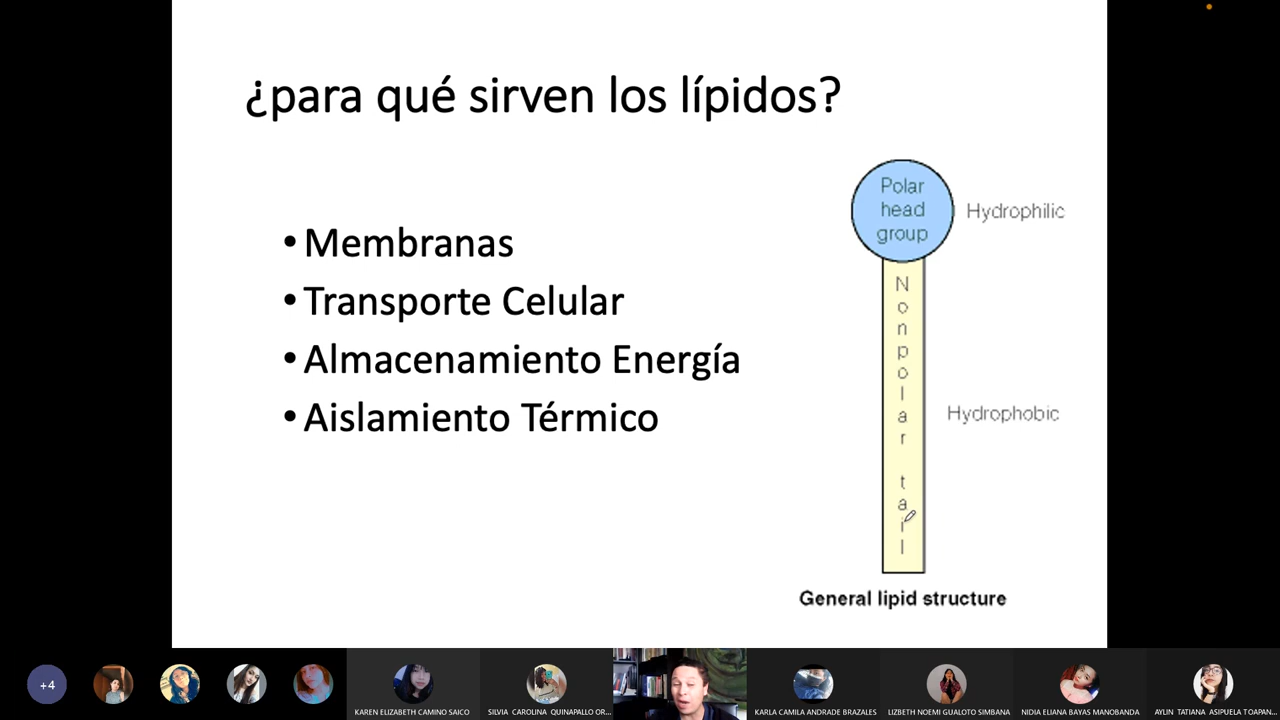 ¿para qué sirven los lípidos?
• Membranas
• Transporte Celular
• Almacenamiento Energía
• Aislamiento Térmico
Polar
head
group
Hydrophilic
Nonpolar tail
Hydrophobic
General lipid structure
+4
KAREN ELIZABETH CAMINO SAICO
SILVIA CAROLINA QUINAPALLO OR...
KARLA CAMILA ANDRADE BRAZALES
LIZBETH NOEMI GUALOTO SIMBANA
NIDIA ELIANA BAYAS MANOBANDA
AYLIN TATIANA ASIPUELA TOAPAN...